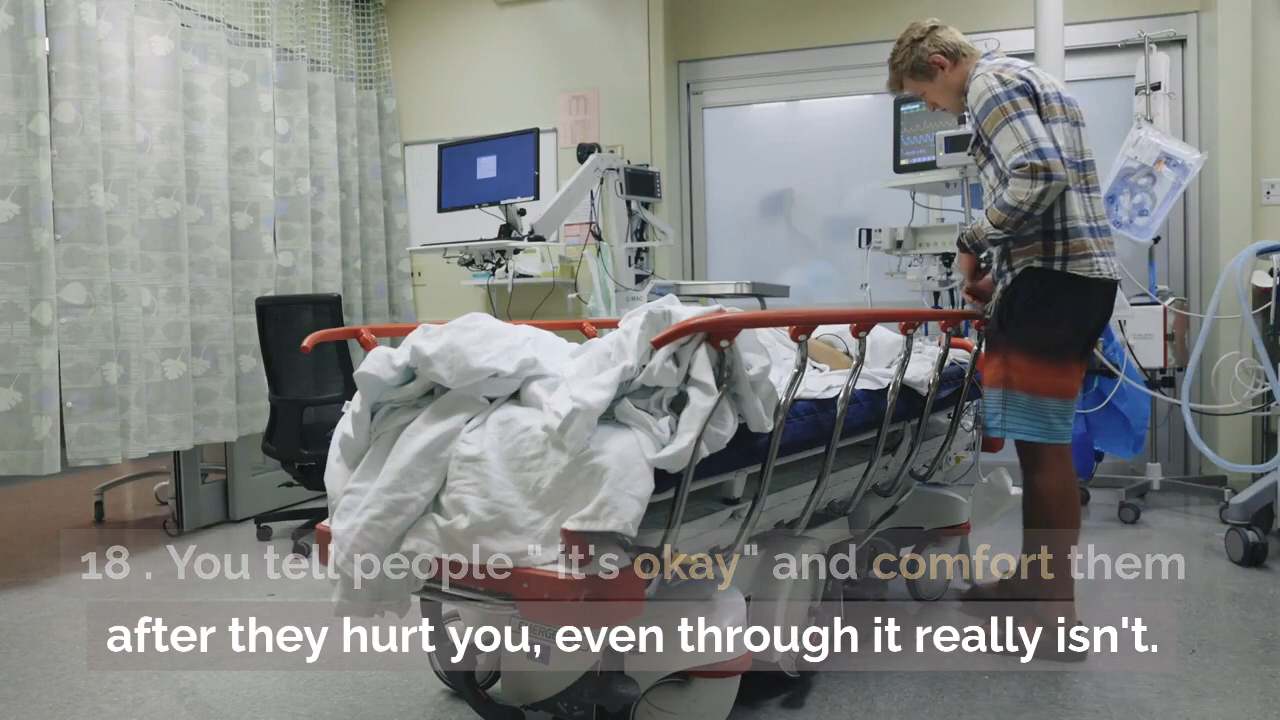 18 . You tell people " it's okay" and comfort them
after they hurt you, even through it really isn't.